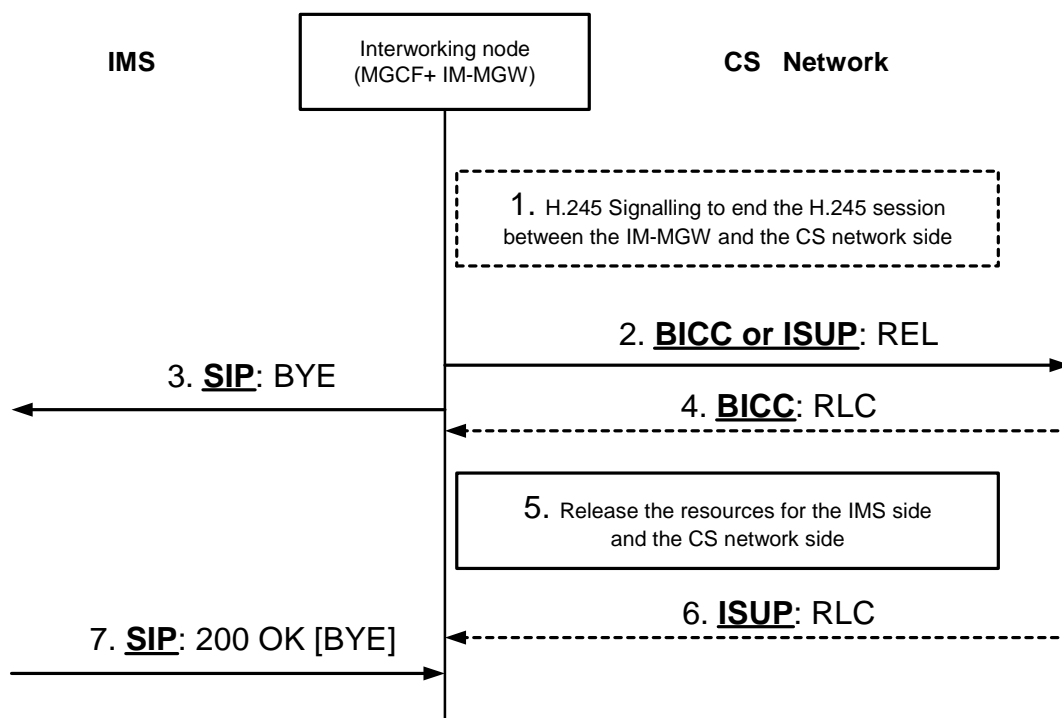 IMS
Interworking node
(MGCF+ IM-MGW)
CS Network
1. H.245 Signalling to end the H.245 session
between the IM-MGW and the CS network side
2. BICC or ISUP: REL
3. SIP: BYE
4. BICC: RLC
5. Release the resources for the IMS side
and the CS network side
6. ISUP: RLC
7. SIP: 200 OK [BYE]